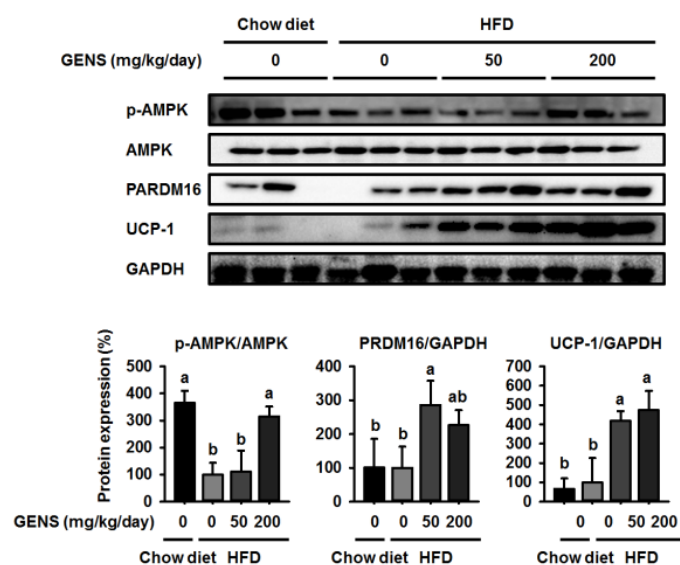 Chow diet HFD
GENS (mg/kg/day) 0 0 50 200
p-AMPK
AMPK
PARDM16
UCP-1
GAPDH
Protein expression (%)
p-AMPK/AMPK
500
400
300
200
100
0
a b b a
GENS (mg/kg/day) 0 0 50 200
Chow diet HFD
PRDM16/GAPDH
400
300
200
100
0
b b a ab
0 0 50 200
Chow diet HFD
UCP-1/GAPDH
700
600
500
400
300
200
100
0
b b a a
0 0 50 200
Chow diet HFD